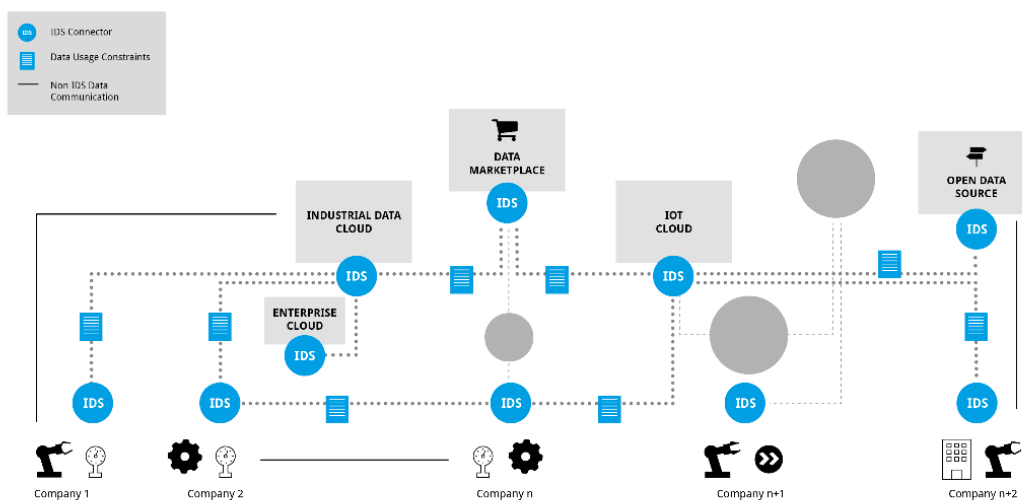 IDS
IDS Connector
Data Usage Constraints
Non IDS Data
Communication
DATA
MARKETPLACE
IDS
OPEN DATA
SOURCE
IDS
INDUSTRIAL DATA
CLOUD
IDS
IOT
CLOUD
IDS
ENTERPRISE
CLOUD
IDS
IDS
IDS
IDS
IDS
IDS
Company 1
Company 2
Company n
Company n+1
Company n+2